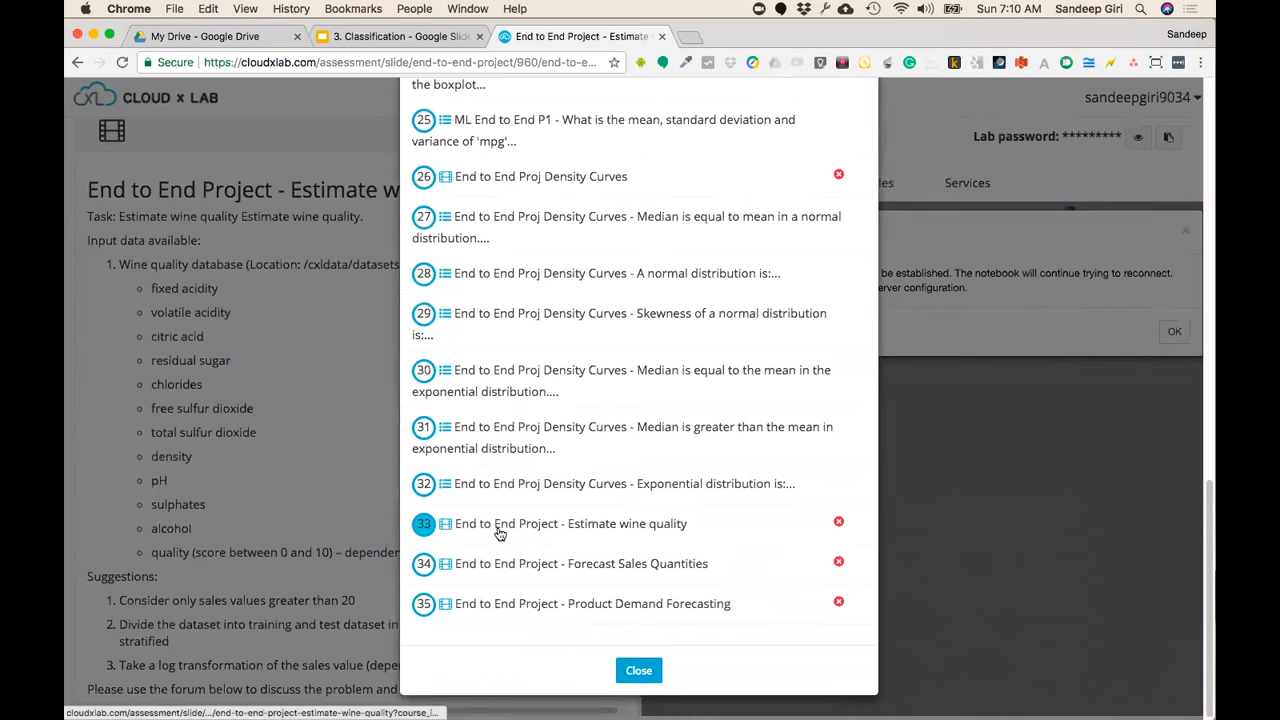 Chrome File Edit View History Bookmarks People Window Help Sun 7:10 AM Sandeep Giri
My Drive - Google Drive × 3. Classification - Google Slide × End to End Project - Estimate × Sandeep
Secure https://cloudxlab.com/assessment/slide/end-to-end-project/960/end-to-e...
CLOUD x LAB
sandeepgiri9034
Lab password: *********
Services
End to End Project - Estimate w
Task: Estimate wine quality Estimate wine quality.
Input data available:
1. Wine quality database (Location: /cxldata/datasets
fixed acidity
volatile acidity
citric acid
residual sugar
chlorides
free sulfur dioxide
total sulfur dioxide
density
pH
sulphates
alcohol
quality (score between 0 and 10) – dependen
Suggestions:
1. Consider only sales values greater than 20
2. Divide the dataset into training and test dataset in
stratified
3. Take a log transformation of the sales value (depe
Please use the forum below to discuss the problem and
the boxplot...
25 ML End to End P1 - What is the mean, standard deviation and
variance of 'mpg'...
26 End to End Proj Density Curves
27 End to End Proj Density Curves - Median is equal to mean in a normal
distribution....
28 End to End Proj Density Curves - A normal distribution is:...
29 End to End Proj Density Curves - Skewness of a normal distribution
is:...
30 End to End Proj Density Curves - Median is equal to the mean in the
exponential distribution....
31 End to End Proj Density Curves - Median is greater than the mean in
exponential distribution...
32 End to End Proj Density Curves - Exponential distribution is:...
33 End to End Project - Estimate wine quality
34 End to End Project - Forecast Sales Quantities
35 End to End Project - Product Demand Forecasting
Close
be established. The notebook will continue trying to reconnect.
erver configuration.
OK
cloudxlab.com/assessment/slide/.../end-to-end-project-estimate-wine-quality?course_i...